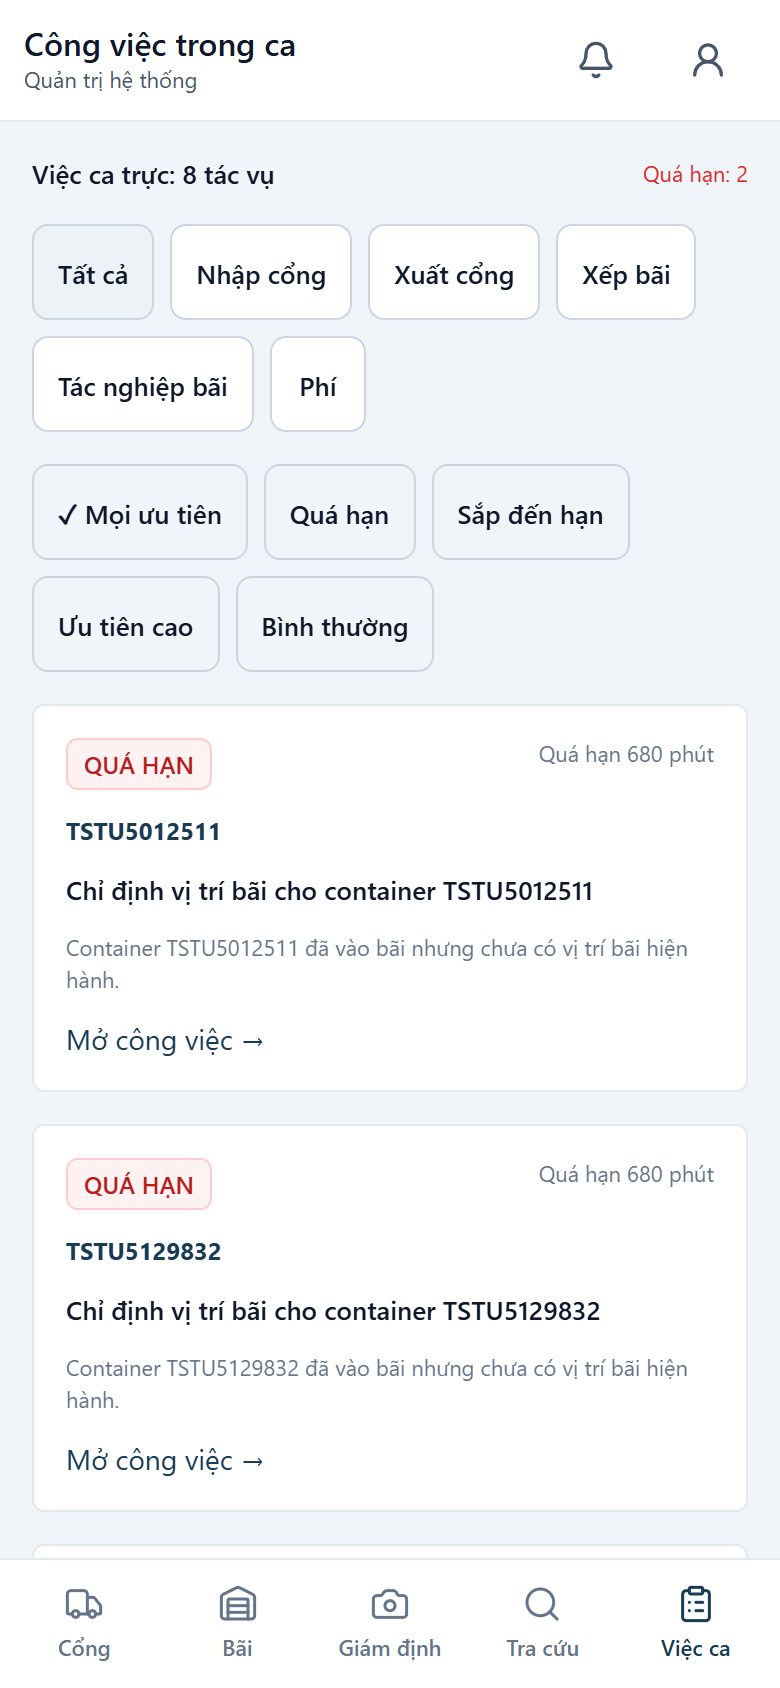 Công việc trong ca
Quản trị hệ thống
Việc ca trực: 8 tác vụ
Quá hạn: 2
Tất cả
Nhập cổng
Xuất cổng
Xếp bãi
Tác nghiệp bãi
Phí
✓ Mọi ưu tiên
Quá hạn
Sắp đến hạn
Ưu tiên cao
Bình thường
QUÁ HẠN
Quá hạn 680 phút
TSTU5012511
Chỉ định vị trí bãi cho container TSTU5012511
Container TSTU5012511 đã vào bãi nhưng chưa có vị trí bãi hiện
hành.
Mở công việc →
QUÁ HẠN
Quá hạn 680 phút
TSTU5129832
Chỉ định vị trí bãi cho container TSTU5129832
Container TSTU5129832 đã vào bãi nhưng chưa có vị trí bãi hiện
hành.
Mở công việc →
Cổng
Bãi
Giám định
Tra cứu
Việc ca